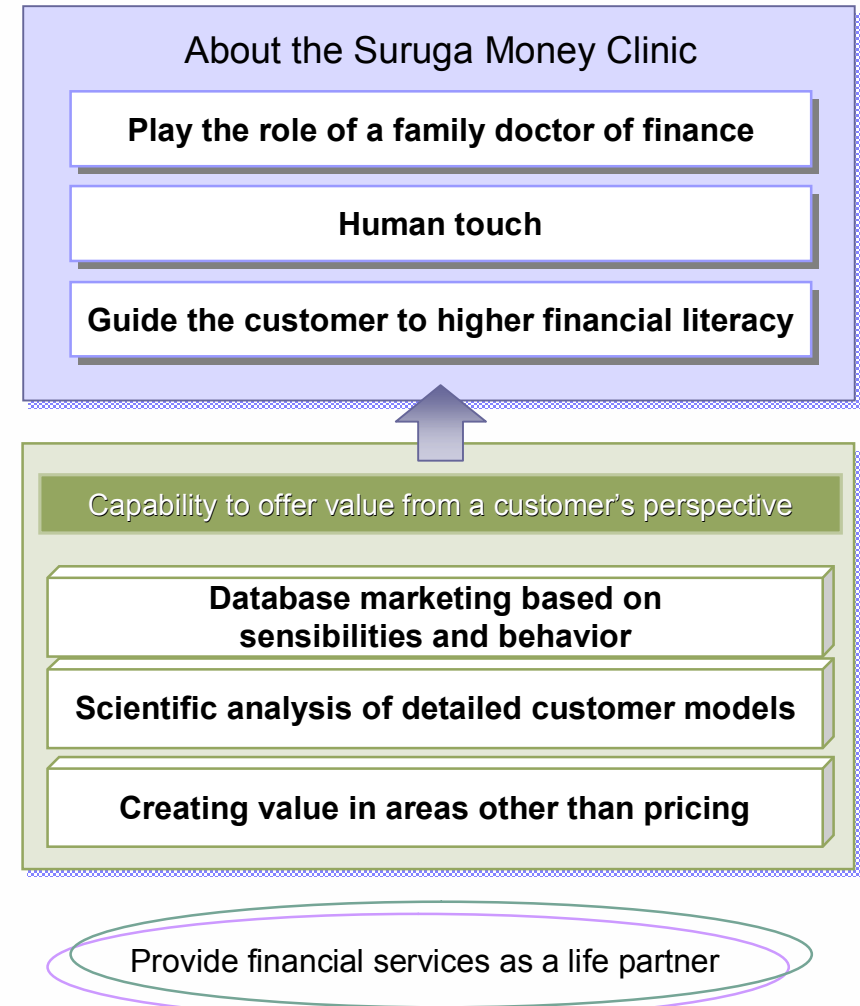 About the Suruga Money Clinic
Play the role of a family doctor of finance
Human touch
Guide the customer to higher financial literacy
Capability to offer value from a customer’s perspective
Database marketing based on
sensibilities and behavior
Scientific analysis of detailed customer models
Creating value in areas other than pricing
Provide financial services as a life partner